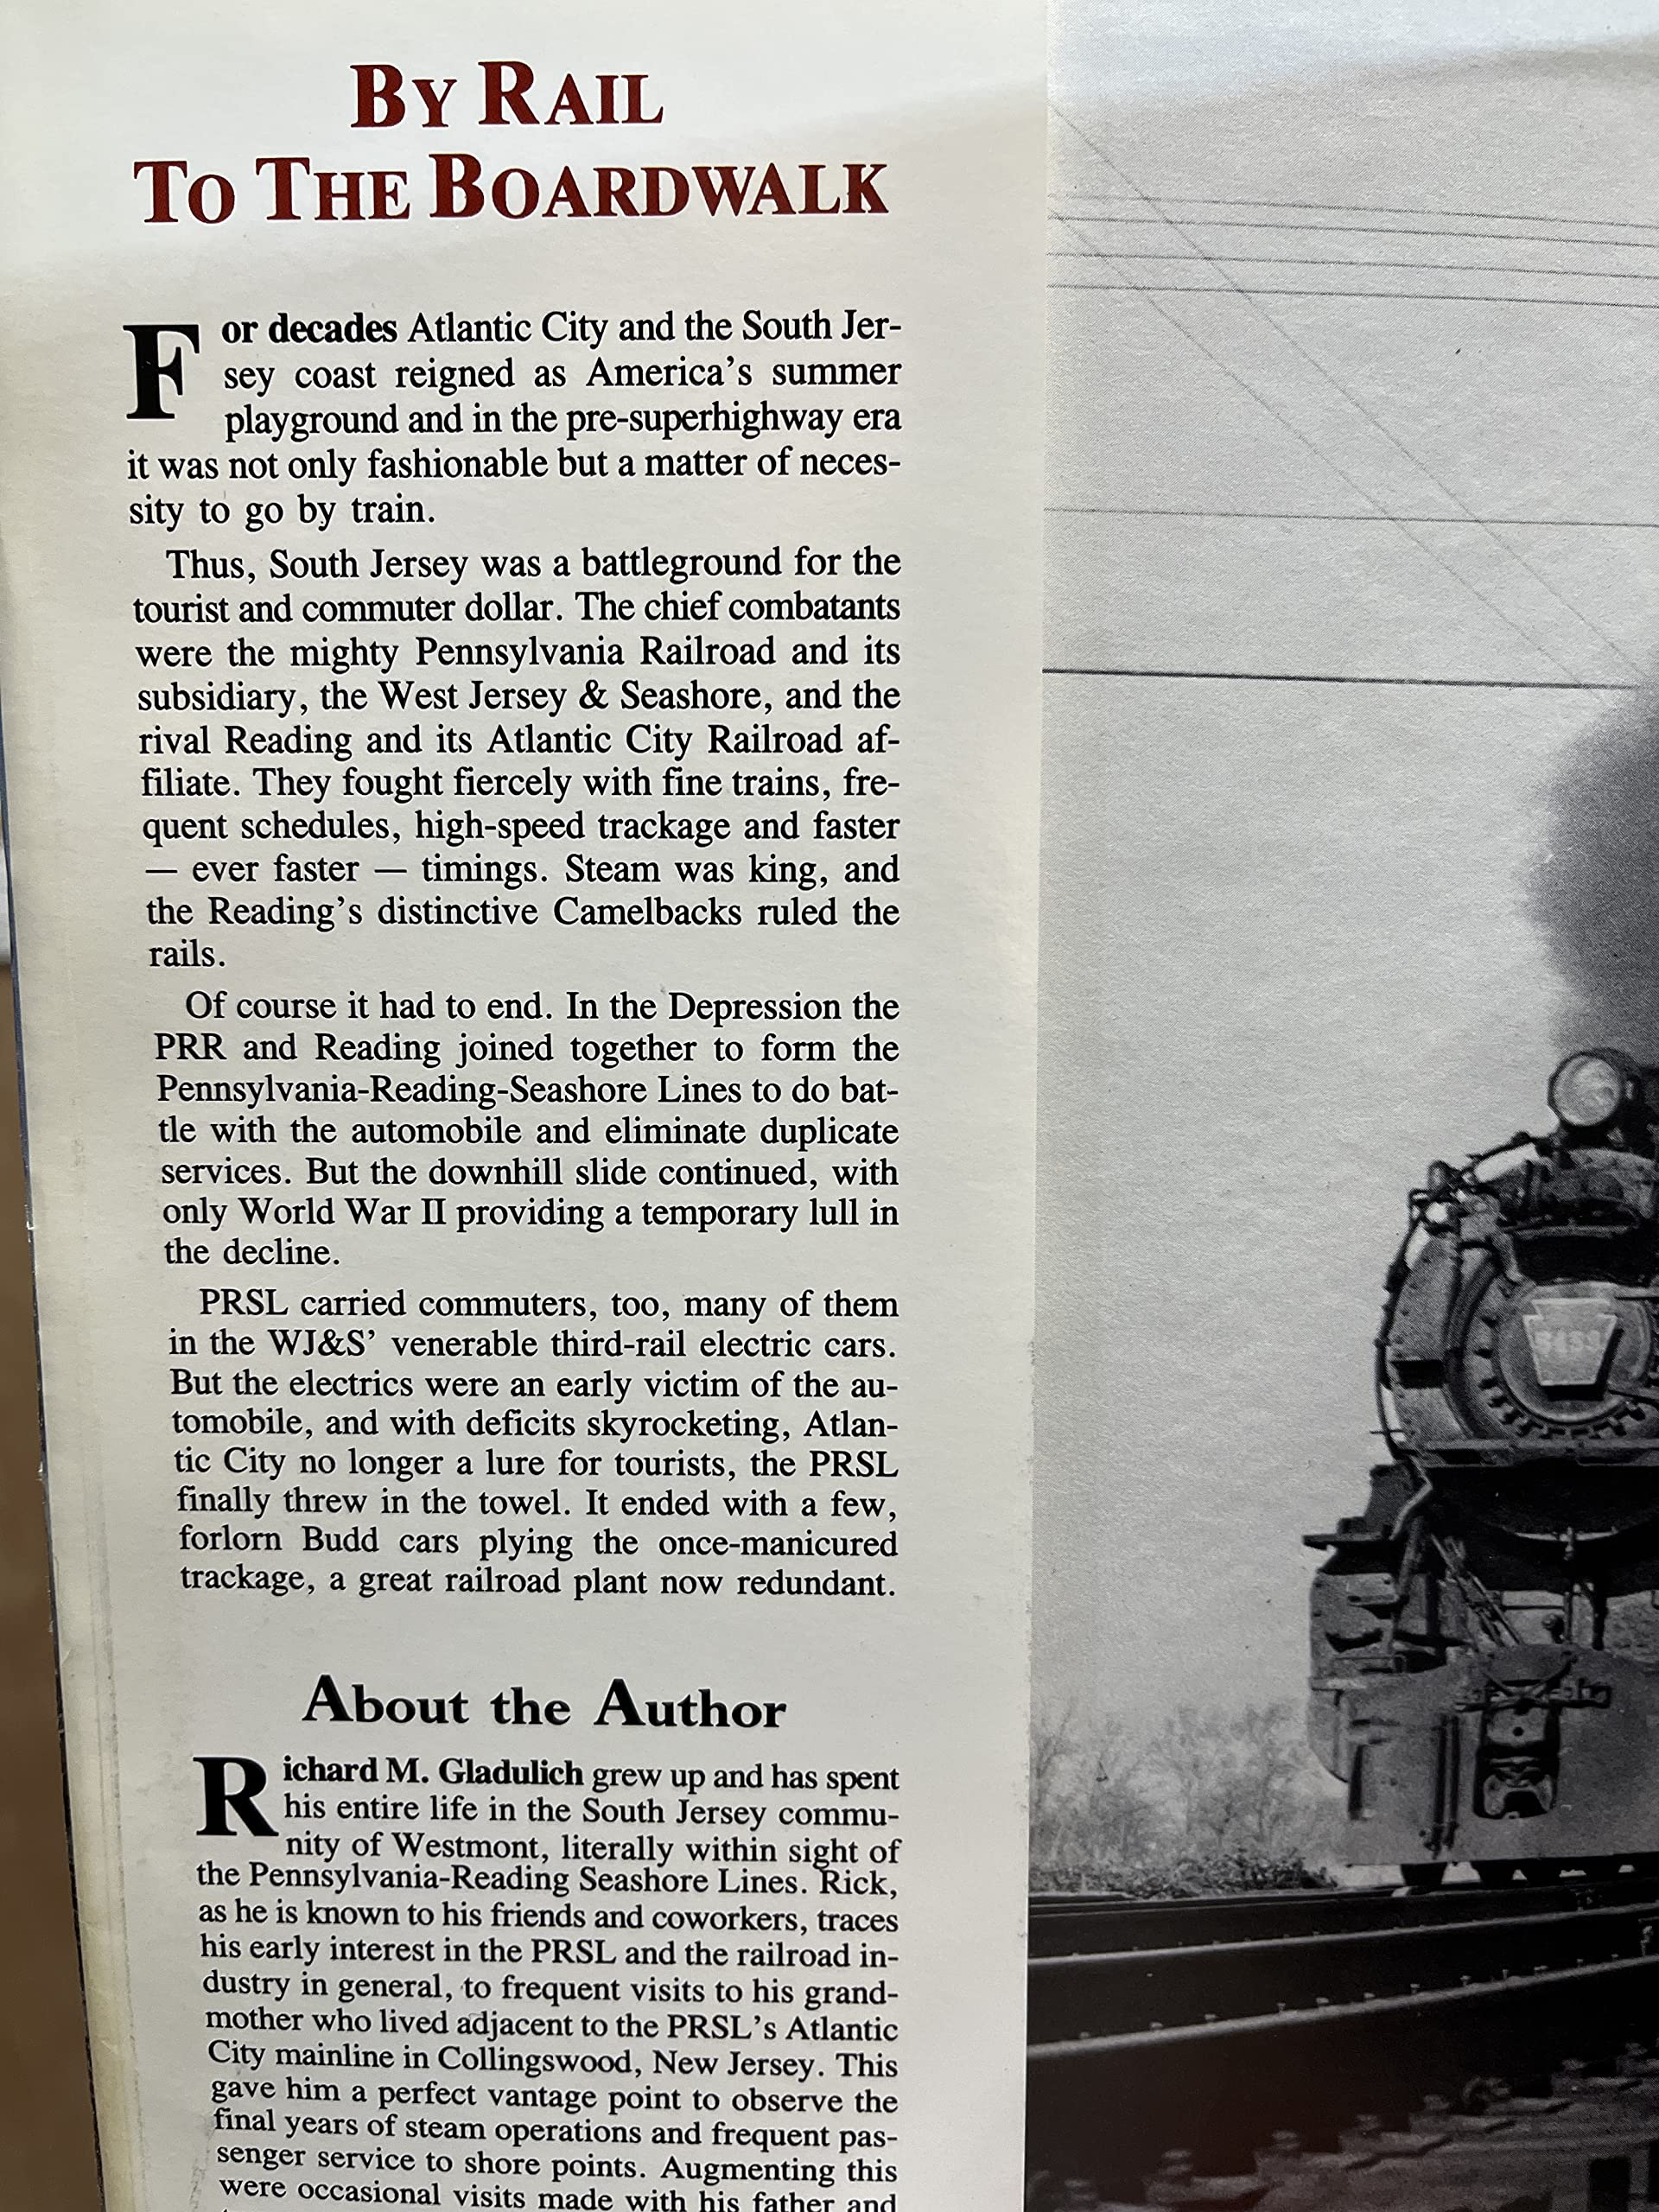 BY RAIL
TO THE BOARDWALK
For decades Atlantic City and the South Jer-
sey coast reigned as America's summer
playground and in the pre-superhighway era
it was not only fashionable but a matter of neces-
sity to go by train.
Thus, South Jersey was a battleground for the
tourist and commuter dollar. The chief combatants
were the mighty Pennsylvania Railroad and its
subsidiary, the West Jersey & Seashore, and the
rival Reading and its Atlantic City Railroad af-
filiate. They fought fiercely with fine trains, fre-
quent schedules, high-speed trackage and faster
— ever faster — timings. Steam was king, and
the Reading's distinctive Camelbacks ruled the
rails.
Of course it had to end. In the Depression the
PRR and Reading joined together to form the
Pennsylvania-Reading-Seashore Lines to do bat-
tle with the automobile and eliminate duplicate
services. But the downhill slide continued, with
only World War II providing a temporary lull in
the decline.
PRSL carried commuters, too, many of them
in the WJ&S' venerable third-rail electric cars.
But the electrics were an early victim of the au-
tomobile, and with deficits skyrocketing, Atlan-
tic City no longer a lure for tourists, the PRSL
finally threw in the towel. It ended with a few,
forlorn Budd cars plying the once-manicured
trackage, a great railroad plant now redundant.
About the Author
Richard M. Gladulich grew up and has spent
his entire life in the South Jersey commu-
nity of Westmont, literally within sight of
the Pennsylvania-Reading Seashore Lines. Rick,
as he is known to his friends and coworkers, traces
his early interest in the PRSL and the railroad in-
dustry in general, to frequent visits to his grand-
mother who lived adjacent to the PRSL's Atlantic
City mainline in Collingswood, New Jersey. This
gave him a perfect vantage point to observe the
final years of steam operations and frequent pas-
senger service to shore points. Augmenting this
were occasional visits made with his father and